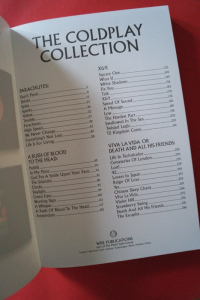 THE COLDPLAY
COLLECTION
PARACHUTES
Don't Panic
Shiver
Spies
Sparks
Yellow
Trouble
Parachutes
High Speed
We Never Change
Everything's Not Lost
Life Is For Living
A RUSH OF BLOOD
TO THE HEAD
Politik
In My Place
God Put A Smile Upon Your Face
The Scientist
Clocks
Daylight
Green Eyes
Warning Sign
A Whisper
A Rush Of Blood To The Head
Amsterdam
X&Y
Square One
What If
White Shadows
Fix You
Talk
X&Y
Speed Of Sound
A Message
Low
The Hardest Part
Swallowed In The Sea
Twisted Logic
Til Kingdom Come
VIVA LA VIDA OR
DEATH AND ALL HIS FRIENDS
Life In Technicolor
Cemeteries Of London
Lost!
42
Lovers In Japan
Reign Of Love
Yes
Chinese Sleep Chant
Viva La Vida
Violet Hill
Strawberry Swing
Death And All His Friends
The Escapist
WISE PUBLICATIONS